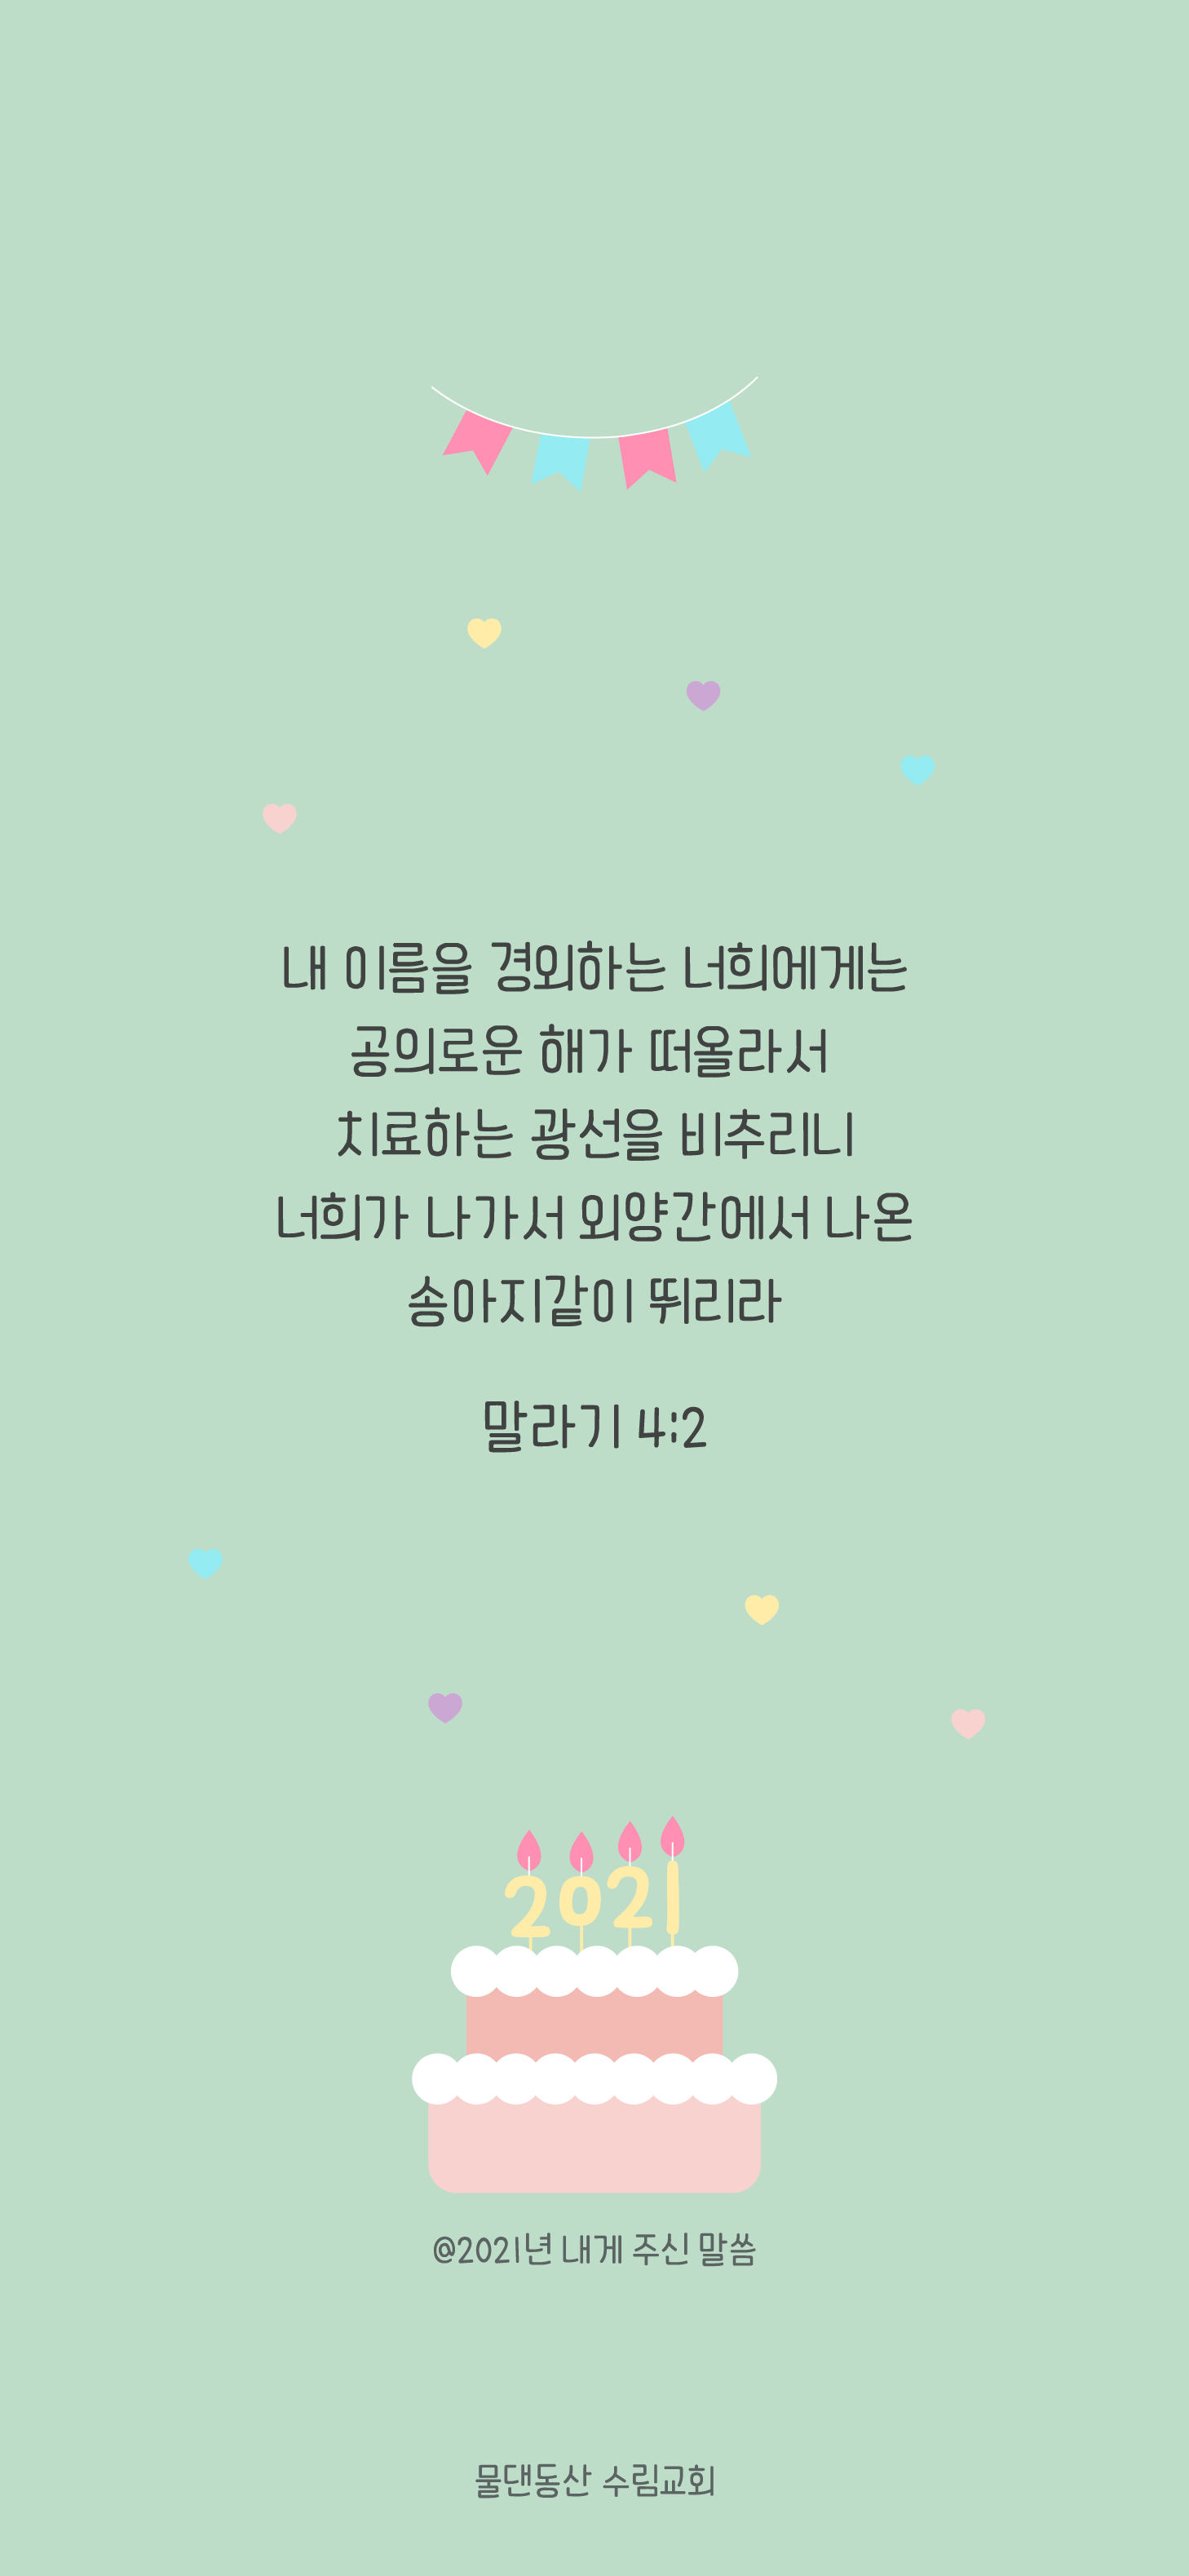 내 이름을 경외하는 너희에게는
공의로운 해가 떠올라서
치료하는 광선을 비추리니
너희가 나가서 외양간에서 나온
송아지같이 뛰리라
말라기 4:2
2021
@2021년 내게 주신 말씀
물댄동산 수림교회